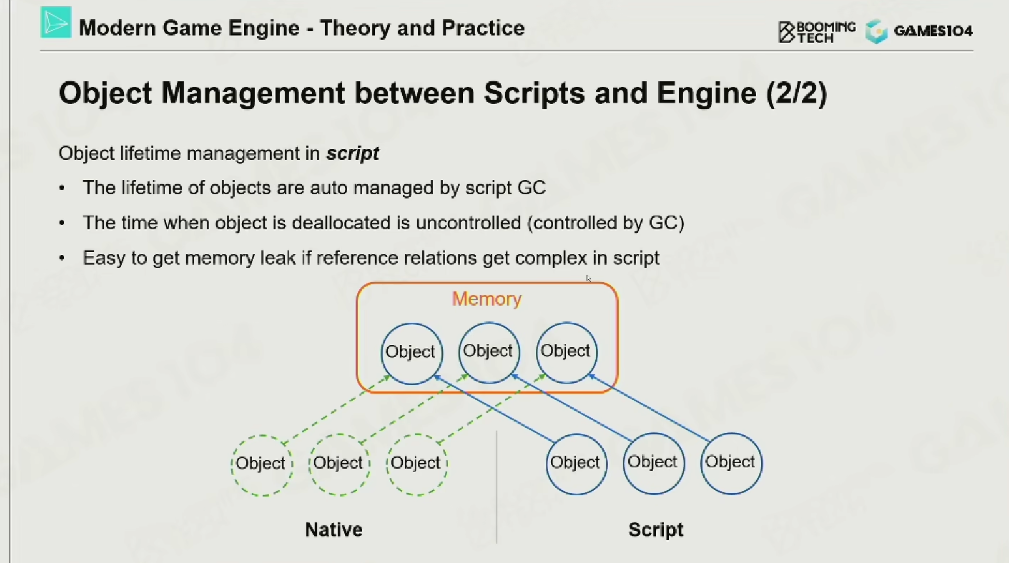 Modern Game Engine - Theory and Practice
BOOMING TECH
GAMES104
Object Management between Scripts and Engine (2/2)
Object lifetime management in script
• The lifetime of objects are auto managed by script GC
• The time when object is deallocated is uncontrolled (controlled by GC)
• Easy to get memory leak if reference relations get complex in script
Memory
Object Object Object
Object Object Object Object Object Object
Native Script